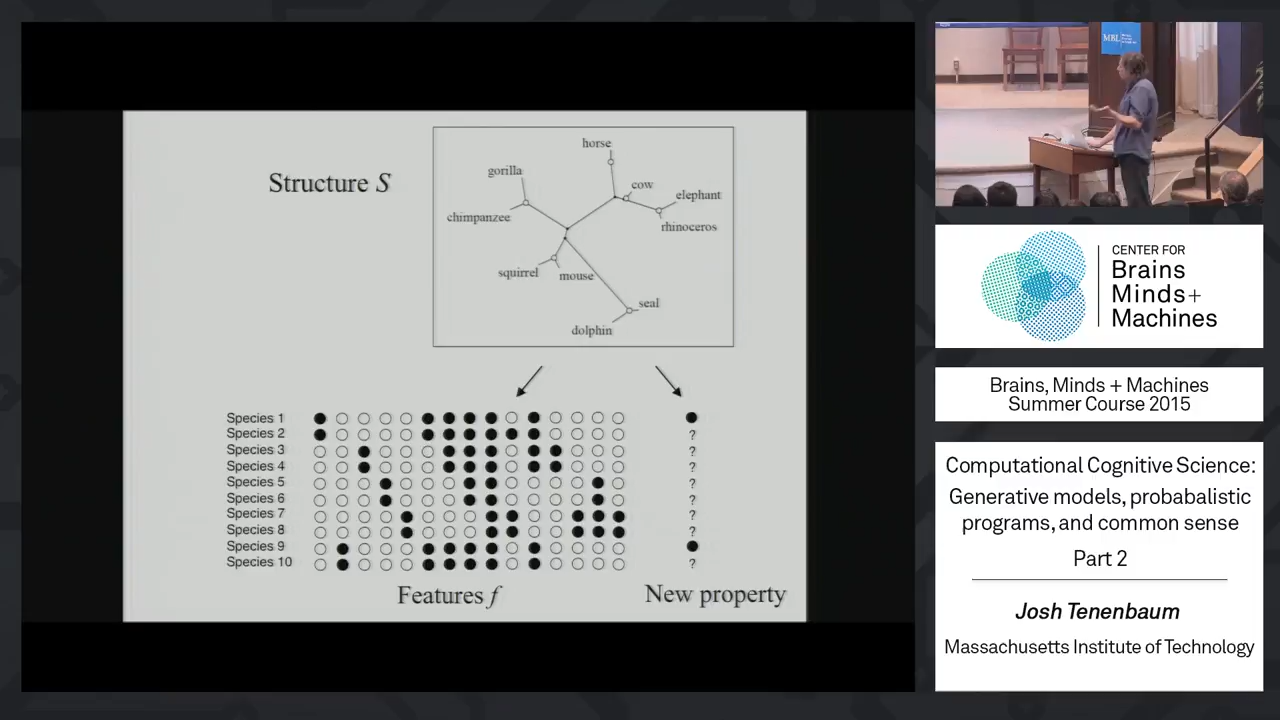 Structure S
horse
gorilla
cow
elephant
chimpanzee
rhinoceros
squirrel
mouse
seal
dolphin
Species 1
Species 2
?
Species 3
?
Species 4
?
Species 5
?
Species 6
?
Species 7
?
Species 8
?
Species 9
Species 10
?
Features f
New property
MBL
CENTER FOR
Brains
Minds+
Machines
Brains, Minds + Machines
Summer Course 2015
Computational Cognitive Science:
Generative models, probabalistic
programs, and common sense
Part 2
Josh Tenenbaum
Massachusetts Institute of Technology